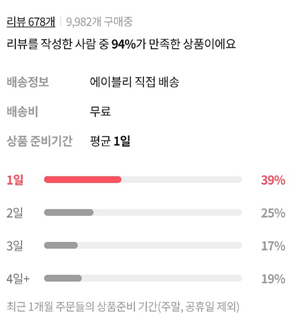 리뷰 678개 | 9,982개 구매중
리뷰를 작성한 사람 중 94%가 만족한 상품이에요
배송정보 에이블리 직접 배송
배송비 무료
상품 준비기간 평균 1일
1일 39%
2일 25%
3일 17%
4일+ 19%
최근 1개월 주문들의 상품준비 기간(주말, 공휴일 제외)